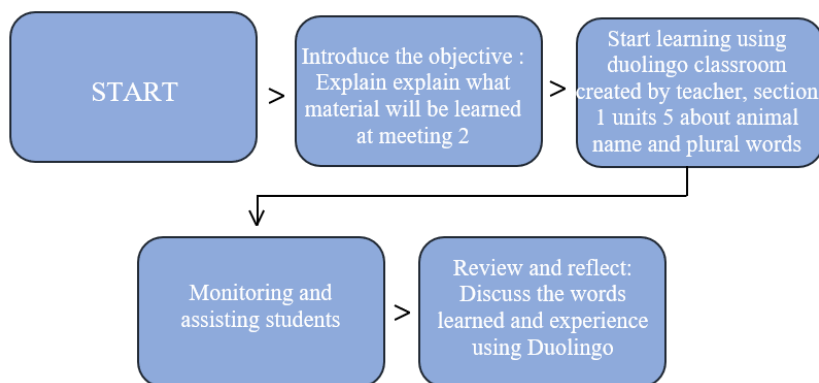 START
>
Introduce the objective :
Explain explain what
material will be learned
at meeting 2
>
Start learning using
duolingo classroom
created by teacher, section
1 units 5 about animal
name and plural words
Monitoring and
assisting students
>
Review and reflect:
Discuss the words
learned and experience
using Duolingo